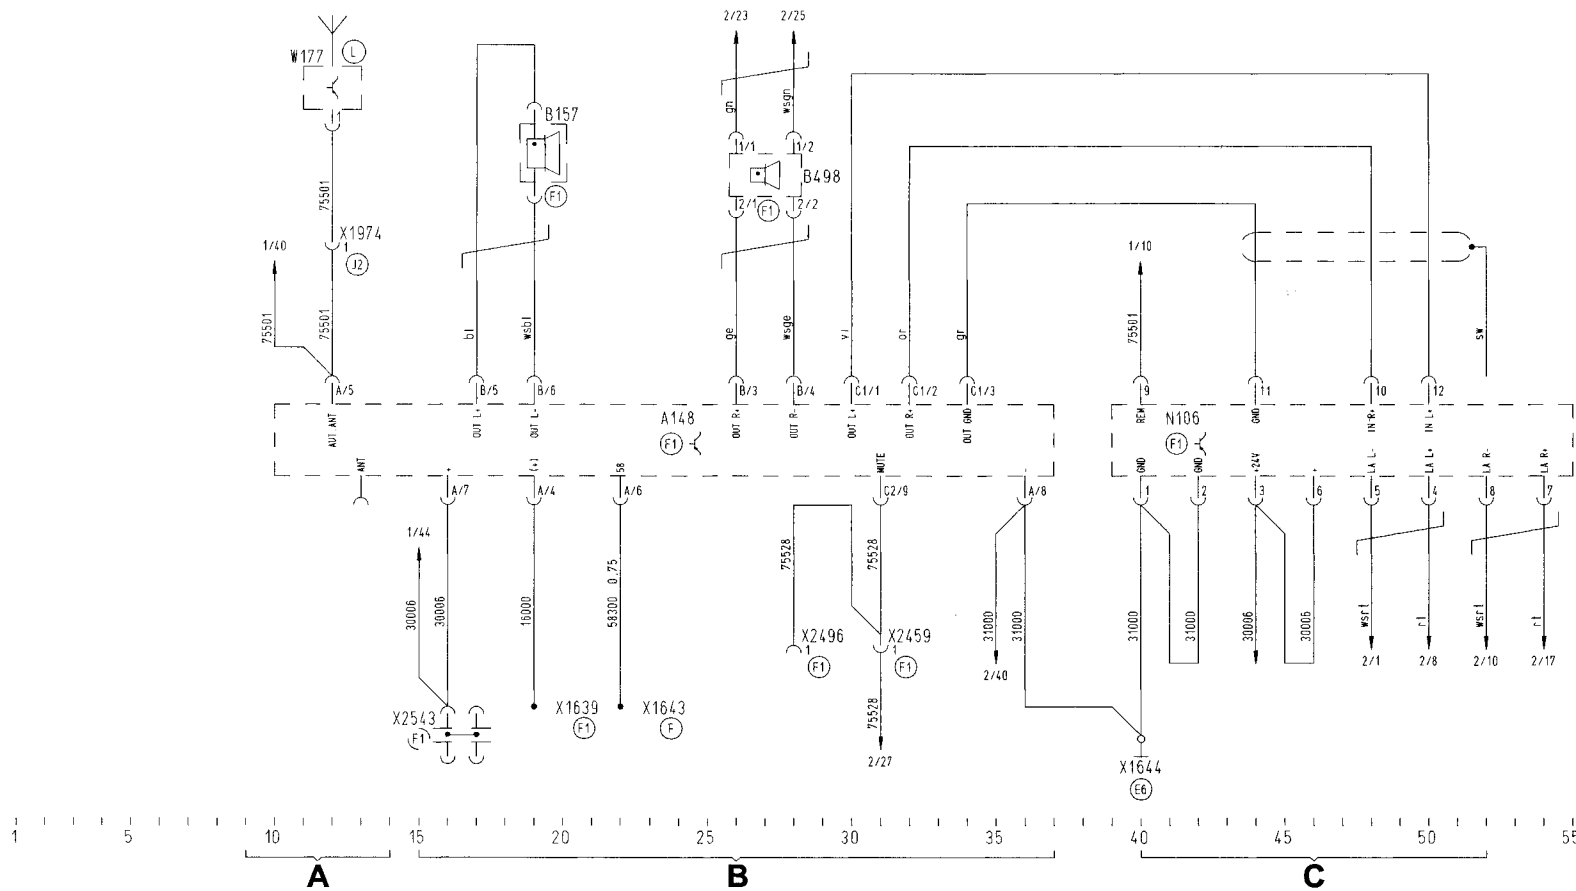 2/23
2/25
W177
L
1
gn
wsgn
B157
1/1
1/2
B498
F1
2/1
F1
2/2
75501
X1974
1
J2
1/40
1/10
75501
75501
bl
wsbl
ge
wsge
vi
or
gr
75501
sw
A/5
B/5
B/6
B/3
B/4
C1/1
C1/2
C1/3
9
11
10
12
AUT ANT
OUT L+
OUT L-
A148
F1
OUT R+
OUT R-
OUT L+
OUT R+
OUT GND
REM
N106
F1
GND
IN R+
IN L+
ANT
+
(+)
58
MUTE
-
GND
GND
+24V
+
LA L-
LA L+
LA R-
LA R+
A/7
A/4
A/6
C2/9
A/8
1
2
3
6
5
4
8
7
1/44
30006
30006
16000
58300 0,75
75528
75528
31000
31000
31000
31000
30006
30006
wsrt
rt
wsrt
rt
X2496
1
F1
X2459
1
F1
2/40
2/1
2/8
2/10
2/17
X2543
F1
X1639
F1
X1643
F
75528
2/27
X1644
E6
1 5 10 15 20 25 30 35 40 45 50 55
A B C